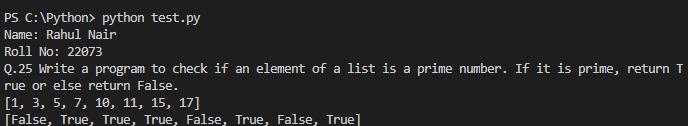 PS C:\Python> python test.py
Name: Rahul Nair
Roll No: 22073
Q.25 Write a program to check if an element of a list is a prime number. If it is prime, return T
rue or else return False.
[1, 3, 5, 7, 10, 11, 15, 17]
[False, True, True, True, False, True, False, True]